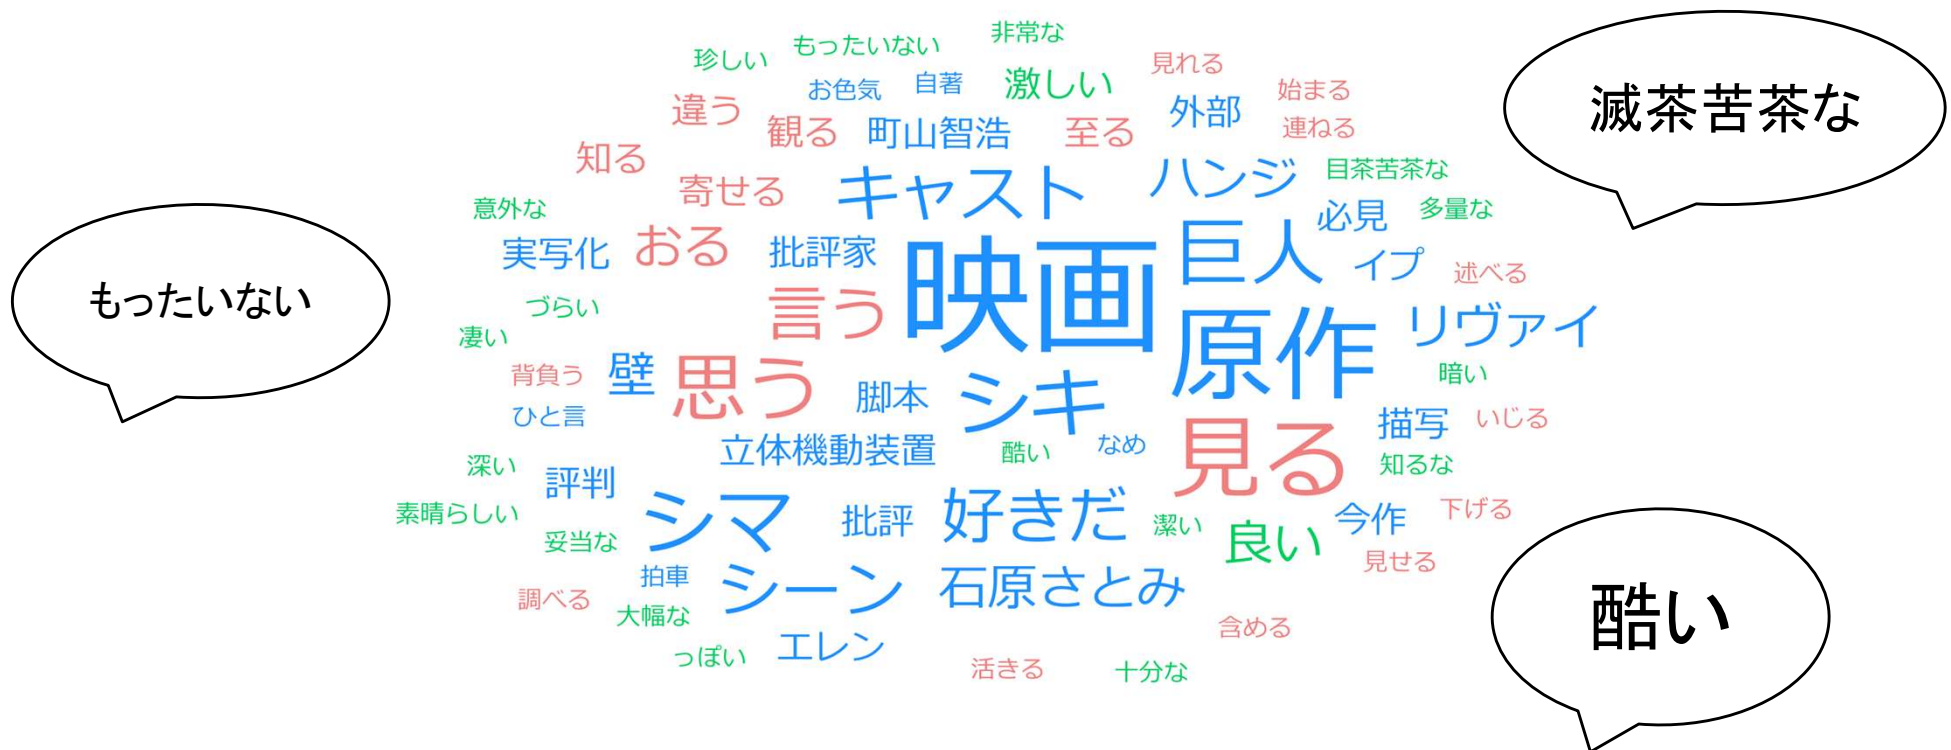 非常な
珍しい もったいない
お色気 自著 激しい 見れる 始まる
滅茶苦茶な
違う 観る 町山智浩 至る 外部 連ねる
知る 寄せる キャスト ハンジ 目茶苦茶な
意外な 必見 多量な
実写化 おる 批評家 映画 巨人 イプ 述べる
もったいない
づらい 言う 原作 リヴァイ
凄い
背負う 壁 思う 脚本 シキ 暗い
ひと言 描写 いじる
立体機動装置 酷い なめ 見る 知るな
深い 評判
素晴らしい シマ 批評 好きだ 潔い 良い 今作 下げる
妥当な 見せる
拍車 シーン 石原さとみ
調べる 大幅な 含める
酷い
っぽい エレン 活きる 十分な